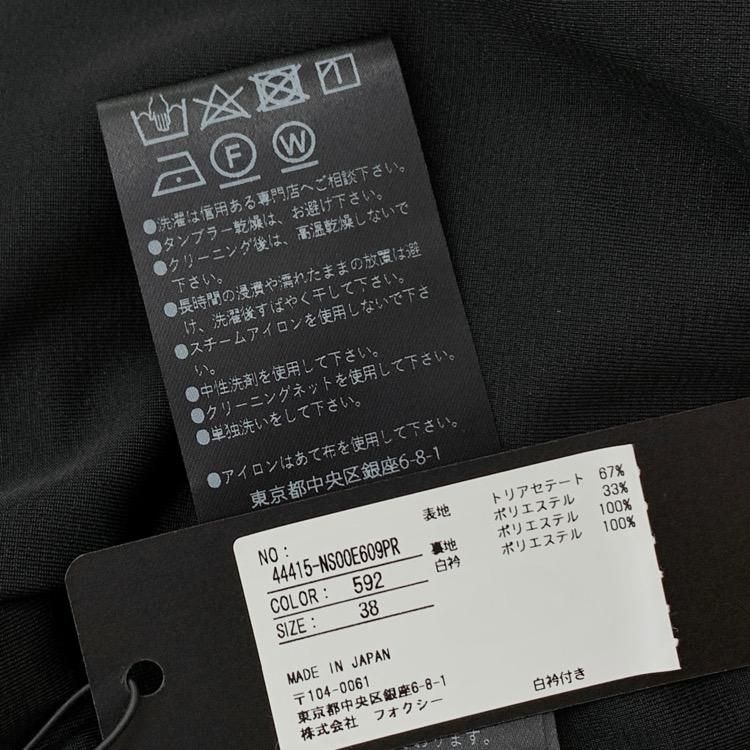 F W
●洗濯は信用ある専門店へご相談下さい。
●タンブラー乾燥は、お避け下さい。
●クリーニング後は、高温乾燥しないで
下さい。
●長時間の浸漬や濡れたままの放置は避
け、洗濯後すばやく干して下さい。
●スチームアイロンを使用しないで下さ
い。
●中性洗剤を使用して下さい。
●クリーニングネットを使用して下さい。
●単独洗いをして下さい。
●アイロンはあて布を使用して下さい。
東京都中央区銀座6-8-1
NO:
44415-NSOOE609PR
COLOR: 592
SIZE: 38
表地 トリアセテート 67%
ポリエステル 33%
裏地 ポリエステル 100%
白衿 ポリエステル 100%
MADE IN JAPAN
〒104-0061
東京都中央区銀座6-8-1
株式会社 フォクシー
白衿付き
おります。